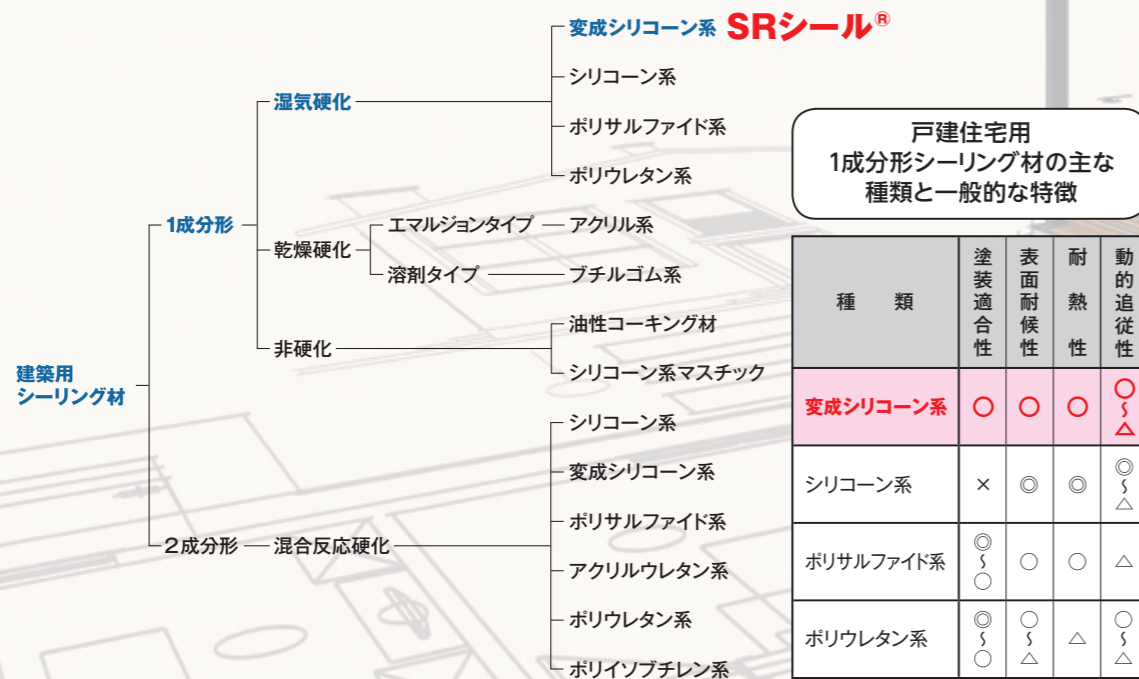 変成シリコーン系 SRシール®
シリコーン系
湿気硬化
ポリサルファイド系
ポリウレタン系
1成分形
エマルジョンタイプ
アクリル系
乾燥硬化
溶剤タイプ
ブチルゴム系
油性コーキング材
非硬化
シリコーン系マスチック
建築用
シーリング材
シリコーン系
変成シリコーン系
ポリサルファイド系
2成分形
混合反応硬化
アクリルウレタン系
ポリウレタン系
ポリイソブチレン系
戸建住宅用
1成分形シーリング材の主な
種類と一般的な特徴
種 類 塗装適合性 表面耐候性 耐熱性 動的追従性
変成シリコーン系 ○ ○ ○ ○～△
シリコーン系 × ◎ ◎ ◎～△
ポリサルファイド系 ◎～○ ○ ○ △
ポリウレタン系 ◎～○ ○～△ △ ○～△